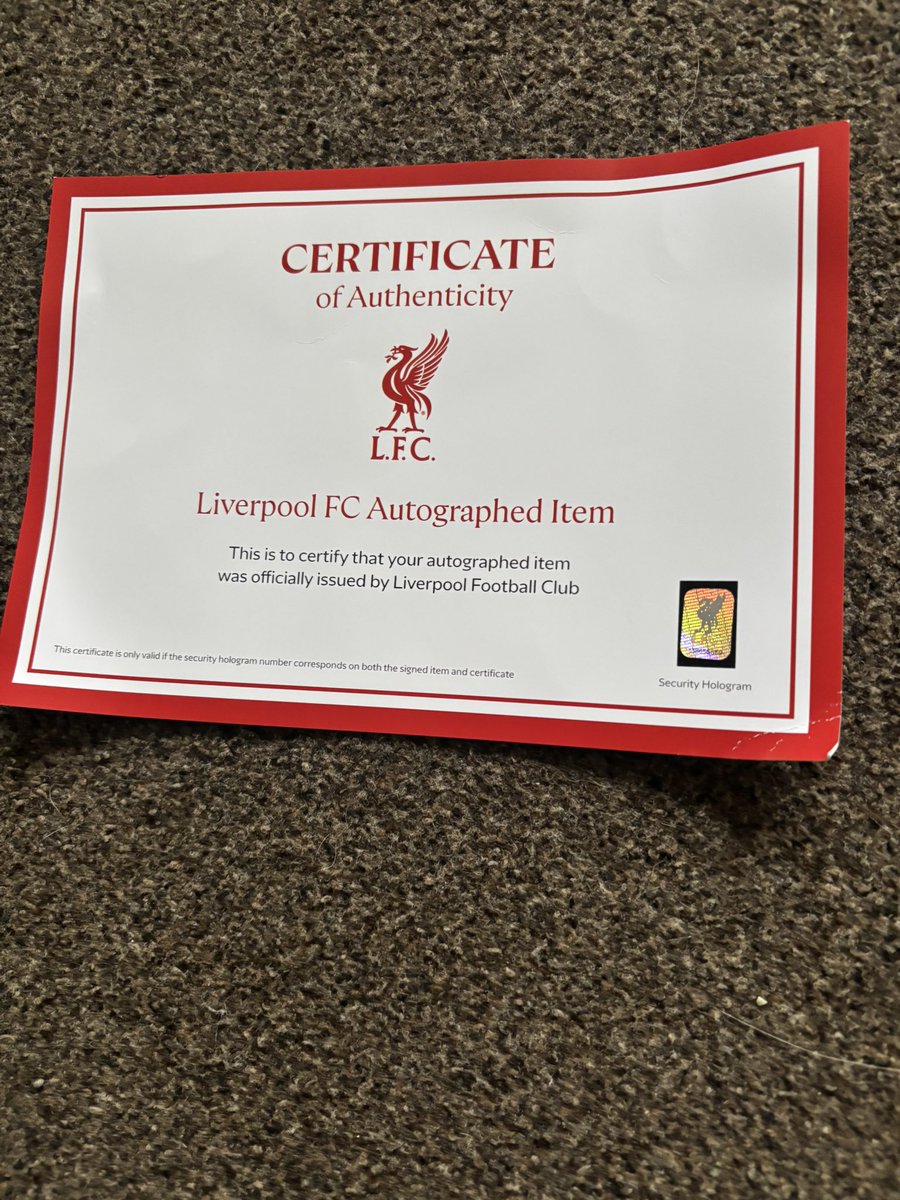 CERTIFICATE
of Authenticity
L.F.C.
Liverpool FC Autographed Item
This is to certify that your autographed item
was officially issued by Liverpool Football Club
This certificate is only valid if the security hologram number corresponds on both the signed item and certificate
Security Hologram